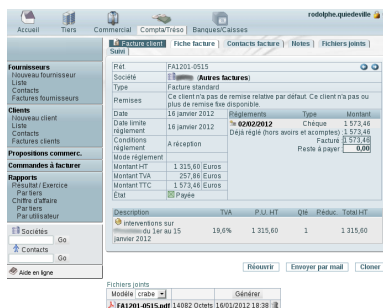 rodolphe.quiedeville
Accueil Tiers Commercial Compta/Tréso Banques/Caisses
Facture client Fiche facture Contacts facture Notes Fichiers joints
Suivi
Fournisseurs
Nouveau fournisseur
Liste
Contacts
Factures fournisseurs
Clients
Nouveau client
Liste
Contacts
Factures clients
Propositions commerc.
Commandes à facturer
Rapports
Résultat / Exercice
Par tiers
Chiffre d'affaire
Par tiers
Par utilisateur
Sociétés
Go
Contacts
Go
Aide en ligne
Réf. FA1201-0515
Société (Autres factures)
Type Facture standard
Remises Ce client n'a pas de remise relative par défaut. Ce client n'a pas ou plus de remise fixe disponible.
Date 16 janvier 2012
Date limite règlement 16 janvier 2012
Conditions règlement A réception
Mode règlement
Montant HT 1 315,60 Euros
Montant TVA 257,86 Euros
Montant TTC 1 573,46 Euros
État Payée
Règlements Type Montant
02/02/2012 Chèque 1 573,46
Déjà réglé (hors avoirs et acomptes) 1 573,46
Facturé 1 573,46
Reste à payer 0,00
Description TVA P.U. HT Qté Réduc. Total HT
interventions sur
du 1er au 15 19,6% 1 315,60 1 1 315,60
janvier 2012
Réouvrir Envoyer par mail Cloner
Fichiers joints
Modèle crabe Générer
FA1201-0515.pdf 14082 Octets 16/01/2012 18:38